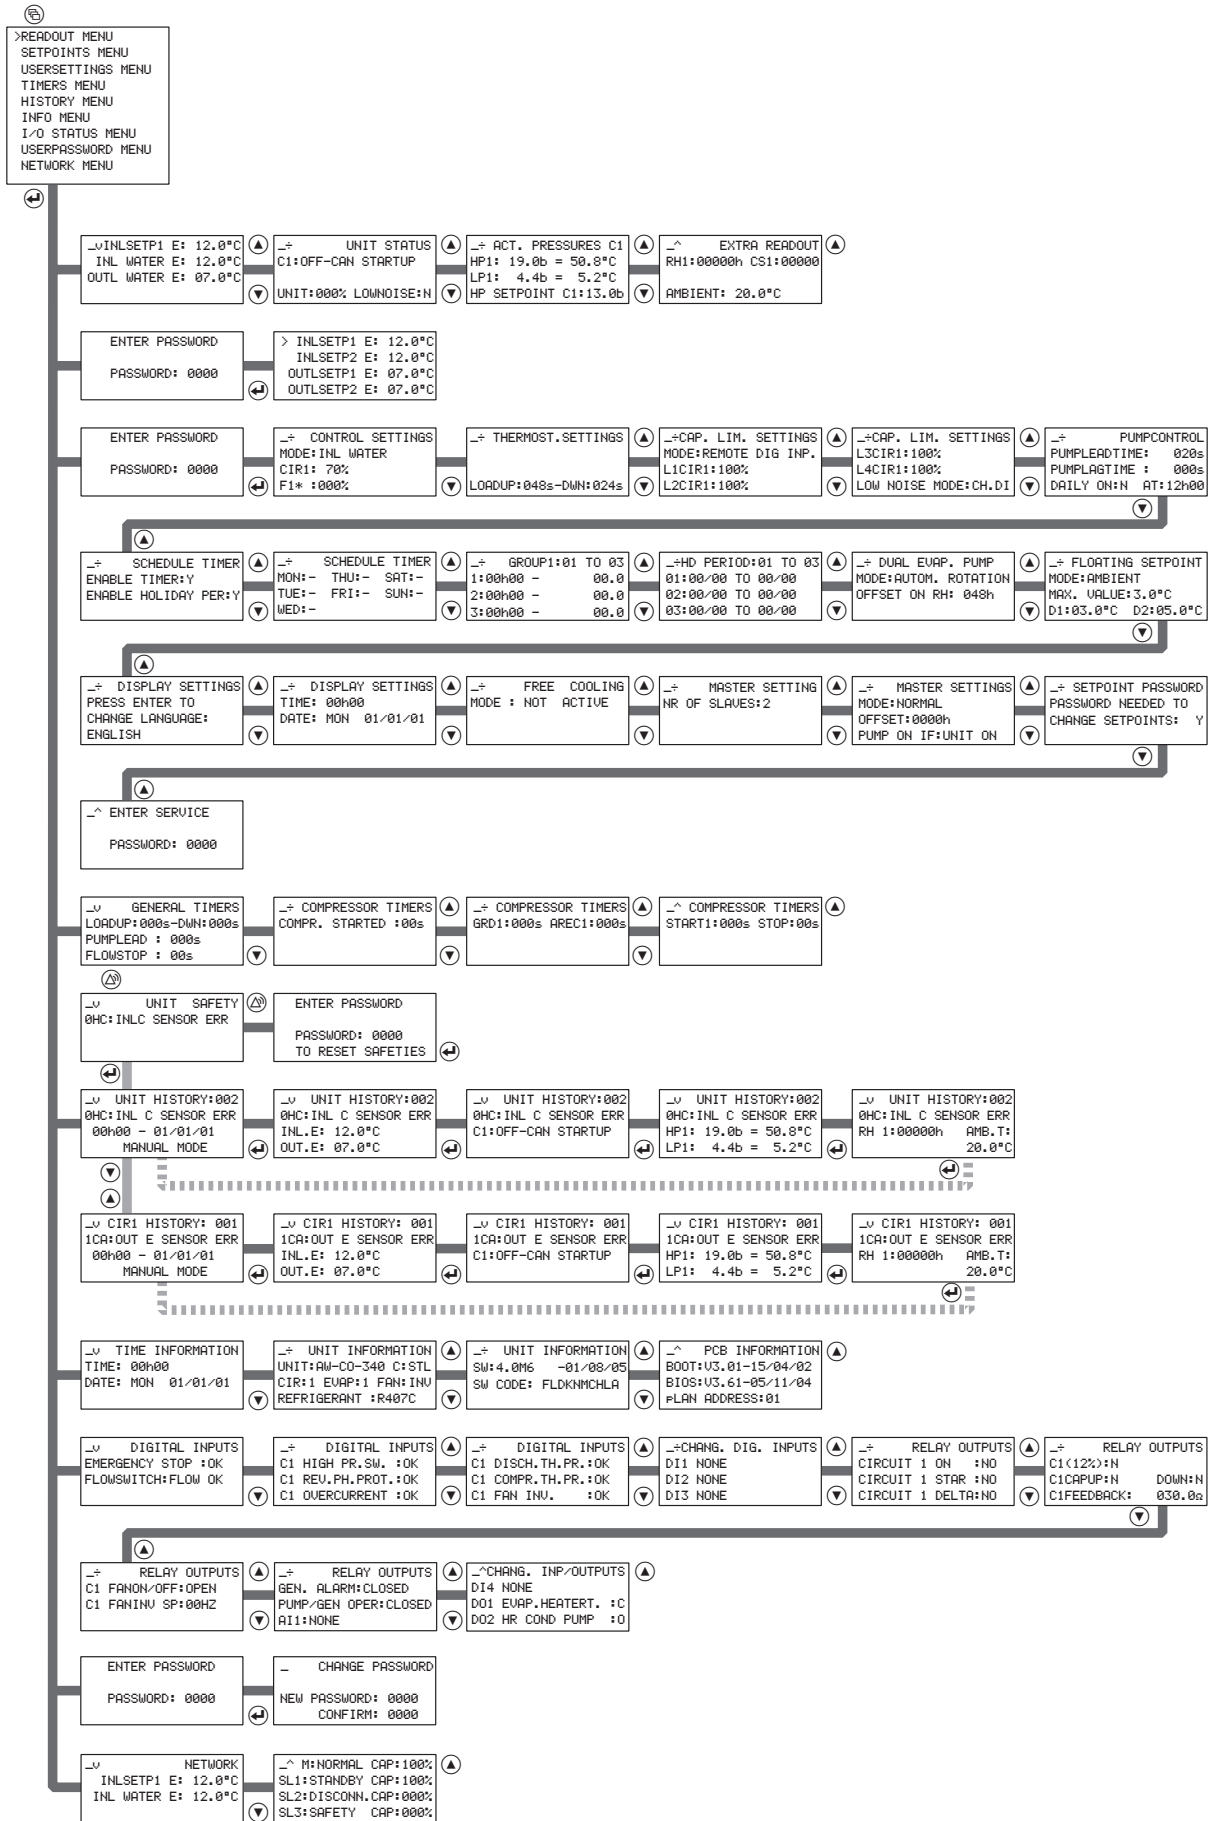 >READOUT MENU
SETPOINTS MENU
USERSETTINGS MENU
TIMERS MENU
HISTORY MENU
INFO MENU
I/O STATUS MENU
USERPASSWORD MENU
NETWORK MENU
_vINLSETP1 E: 12.0°C
INL WATER E: 12.0°C
OUTL WATER E: 07.0°C
_÷ UNIT STATUS
C1:OFF-CAN STARTUP
UNIT:000% LOWNOISE:N
_÷ ACT. PRESSURES C1
HP1: 19.0b = 50.8°C
LP1: 4.4b = 5.2°C
HP SETPOINT C1:13.0b
_^ EXTRA READOUT
RH1:00000h CS1:00000
AMBIENT: 20.0°C
ENTER PASSWORD
PASSWORD: 0000
> INLSETP1 E: 12.0°C
INLSETP2 E: 12.0°C
OUTLSETP1 E: 07.0°C
OUTLSETP2 E: 07.0°C
ENTER PASSWORD
PASSWORD: 0000
_÷ CONTROL SETTINGS
MODE:INL WATER
CIR1: 70%
F1* :000%
_÷ THERMOST.SETTINGS
LOADUP:048s-DWN:024s
_÷CAP. LIM. SETTINGS
MODE:REMOTE DIG INP.
L1CIR1:100%
L2CIR1:100%
_÷CAP. LIM. SETTINGS
L3CIR1:100%
L4CIR1:100%
LOW NOISE MODE:CH.DI
_÷ PUMPCONTROL
PUMPLEADTIME: 020s
PUMPLAGTIME : 000s
DAILY ON:N AT:12h00
_÷ SCHEDULE TIMER
ENABLE TIMER:Y
ENABLE HOLIDAY PER:Y
_÷ SCHEDULE TIMER
MON:- THU:- SAT:-
TUE:- FRI:- SUN:-
WED:-
_÷ GROUP1:01 TO 03
1:00h00 - 00.0
2:00h00 - 00.0
3:00h00 - 00.0
_÷HD PERIOD:01 TO 03
01:00/00 TO 00/00
02:00/00 TO 00/00
03:00/00 TO 00/00
_÷ DUAL EVAP. PUMP
MODE:AUTOM. ROTATION
OFFSET ON RH: 048h
_÷ FLOATING SETPOINT
MODE:AMBIENT
MAX. VALUE:3.0°C
D1:03.0°C D2:05.0°C
_÷ DISPLAY SETTINGS
PRESS ENTER TO
CHANGE LANGUAGE:
ENGLISH
_÷ DISPLAY SETTINGS
TIME: 00h00
DATE: MON 01/01/01
_÷ FREE COOLING
MODE : NOT ACTIVE
_÷ MASTER SETTING
NR OF SLAVES:2
_÷ MASTER SETTINGS
MODE:NORMAL
OFFSET:0000h
PUMP ON IF:UNIT ON
_÷ SETPOINT PASSWORD
PASSWORD NEEDED TO
CHANGE SETPOINTS: Y
_^ ENTER SERVICE
PASSWORD: 0000
_v GENERAL TIMERS
LOADUP:000s-DWN:000s
PUMPLEAD : 000s
FLOWSTOP : 00s
_÷ COMPRESSOR TIMERS
COMPR. STARTED :00s
_÷ COMPRESSOR TIMERS
GRD1:000s AREC1:000s
_^ COMPRESSOR TIMERS
START1:000s STOP:00s
_v UNIT SAFETY
0HC:INLC SENSOR ERR
ENTER PASSWORD
PASSWORD: 0000
TO RESET SAFETIES
_v UNIT HISTORY:002
0HC:INL C SENSOR ERR
00h00 - 01/01/01
MANUAL MODE
_v UNIT HISTORY:002
0HC:INL C SENSOR ERR
INL.E: 12.0°C
OUT.E: 07.0°C
_v UNIT HISTORY:002
0HC:INL C SENSOR ERR
C1:OFF-CAN STARTUP
_v UNIT HISTORY:002
0HC:INL C SENSOR ERR
HP1: 19.0b = 50.8°C
LP1: 4.4b = 5.2°C
_v UNIT HISTORY:002
0HC:INL C SENSOR ERR
RH 1:00000h AMB.T:
20.0°C
_v CIR1 HISTORY: 001
1CA:OUT E SENSOR ERR
00h00 - 01/01/01
MANUAL MODE
_v CIR1 HISTORY: 001
1CA:OUT E SENSOR ERR
INL.E: 12.0°C
OUT.E: 07.0°C
_v CIR1 HISTORY: 001
1CA:OUT E SENSOR ERR
C1:OFF-CAN STARTUP
_v CIR1 HISTORY: 001
1CA:OUT E SENSOR ERR
HP1: 19.0b = 50.8°C
LP1: 4.4b = 5.2°C
_v CIR1 HISTORY: 001
1CA:OUT E SENSOR ERR
RH 1:00000h AMB.T:
20.0°C
_v TIME INFORMATION
TIME: 00h00
DATE: MON 01/01/01
_÷ UNIT INFORMATION
UNIT:AW-CO-340 C:STL
CIR:1 EVAP:1 FAN:INV
REFRIGERANT :R407C
_÷ UNIT INFORMATION
SW:4.0M6 -01/08/05
SW CODE: FLDKNMCHLA
_^ PCB INFORMATION
BOOT:V3.01-15/04/02
BIOS:V3.61-05/11/04
pLAN ADDRESS:01
_v DIGITAL INPUTS
EMERGENCY STOP :OK
FLOWSWITCH:FLOW OK
_÷ DIGITAL INPUTS
C1 HIGH PR.SW. :OK
C1 REV.PH.PROT.:OK
C1 OVERCURRENT :OK
_÷ DIGITAL INPUTS
C1 DISCH.TH.PR.:OK
C1 COMPR.TH.PR.:OK
C1 FAN INV. :OK
_÷CHANG. DIG. INPUTS
DI1 NONE
DI2 NONE
DI3 NONE
_÷ RELAY OUTPUTS
CIRCUIT 1 ON :NO
CIRCUIT 1 STAR :NO
CIRCUIT 1 DELTA:NO
_÷ RELAY OUTPUTS
C1(12%):N
C1CAPUP:N DOWN:N
C1FEEDBACK: 030.0Ω
_÷ RELAY OUTPUTS
C1 FANON/OFF:OPEN
C1 FANINV SP:00HZ
_÷ RELAY OUTPUTS
GEN. ALARM:CLOSED
PUMP/GEN OPER:CLOSED
AI1:NONE
_^CHANG. INP/OUTPUTS
DI4 NONE
DO1 EVAP.HEATERT. :C
DO2 HR COND PUMP :O
ENTER PASSWORD
PASSWORD: 0000
_ CHANGE PASSWORD
NEW PASSWORD: 0000
CONFIRM: 0000
_v NETWORK
INLSETP1 E: 12.0°C
INL WATER E: 12.0°C
_^ M:NORMAL CAP:100%
SL1:STANDBY CAP:100%
SL2:DISCONN.CAP:000%
SL3:SAFETY CAP:000%